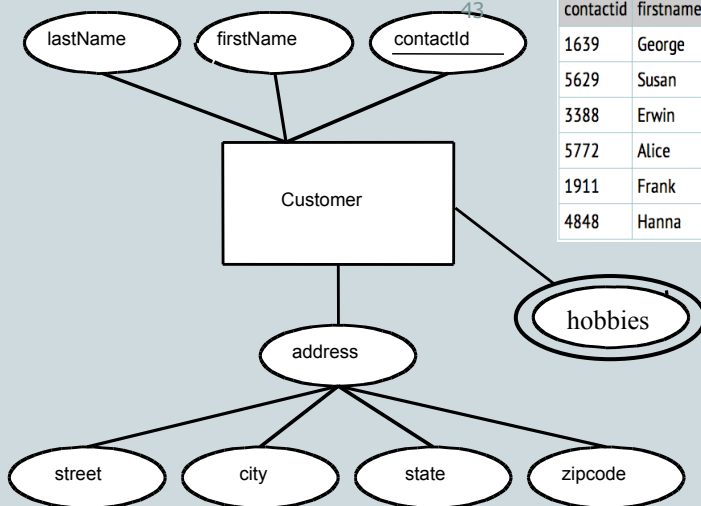 43
lastName
firstName
contactId
contactid firstname
1639 George
5629 Susan
3388 Erwin
5772 Alice
1911 Frank
4848 Hanna
Customer
hobbies
address
street
city
state
zipcode